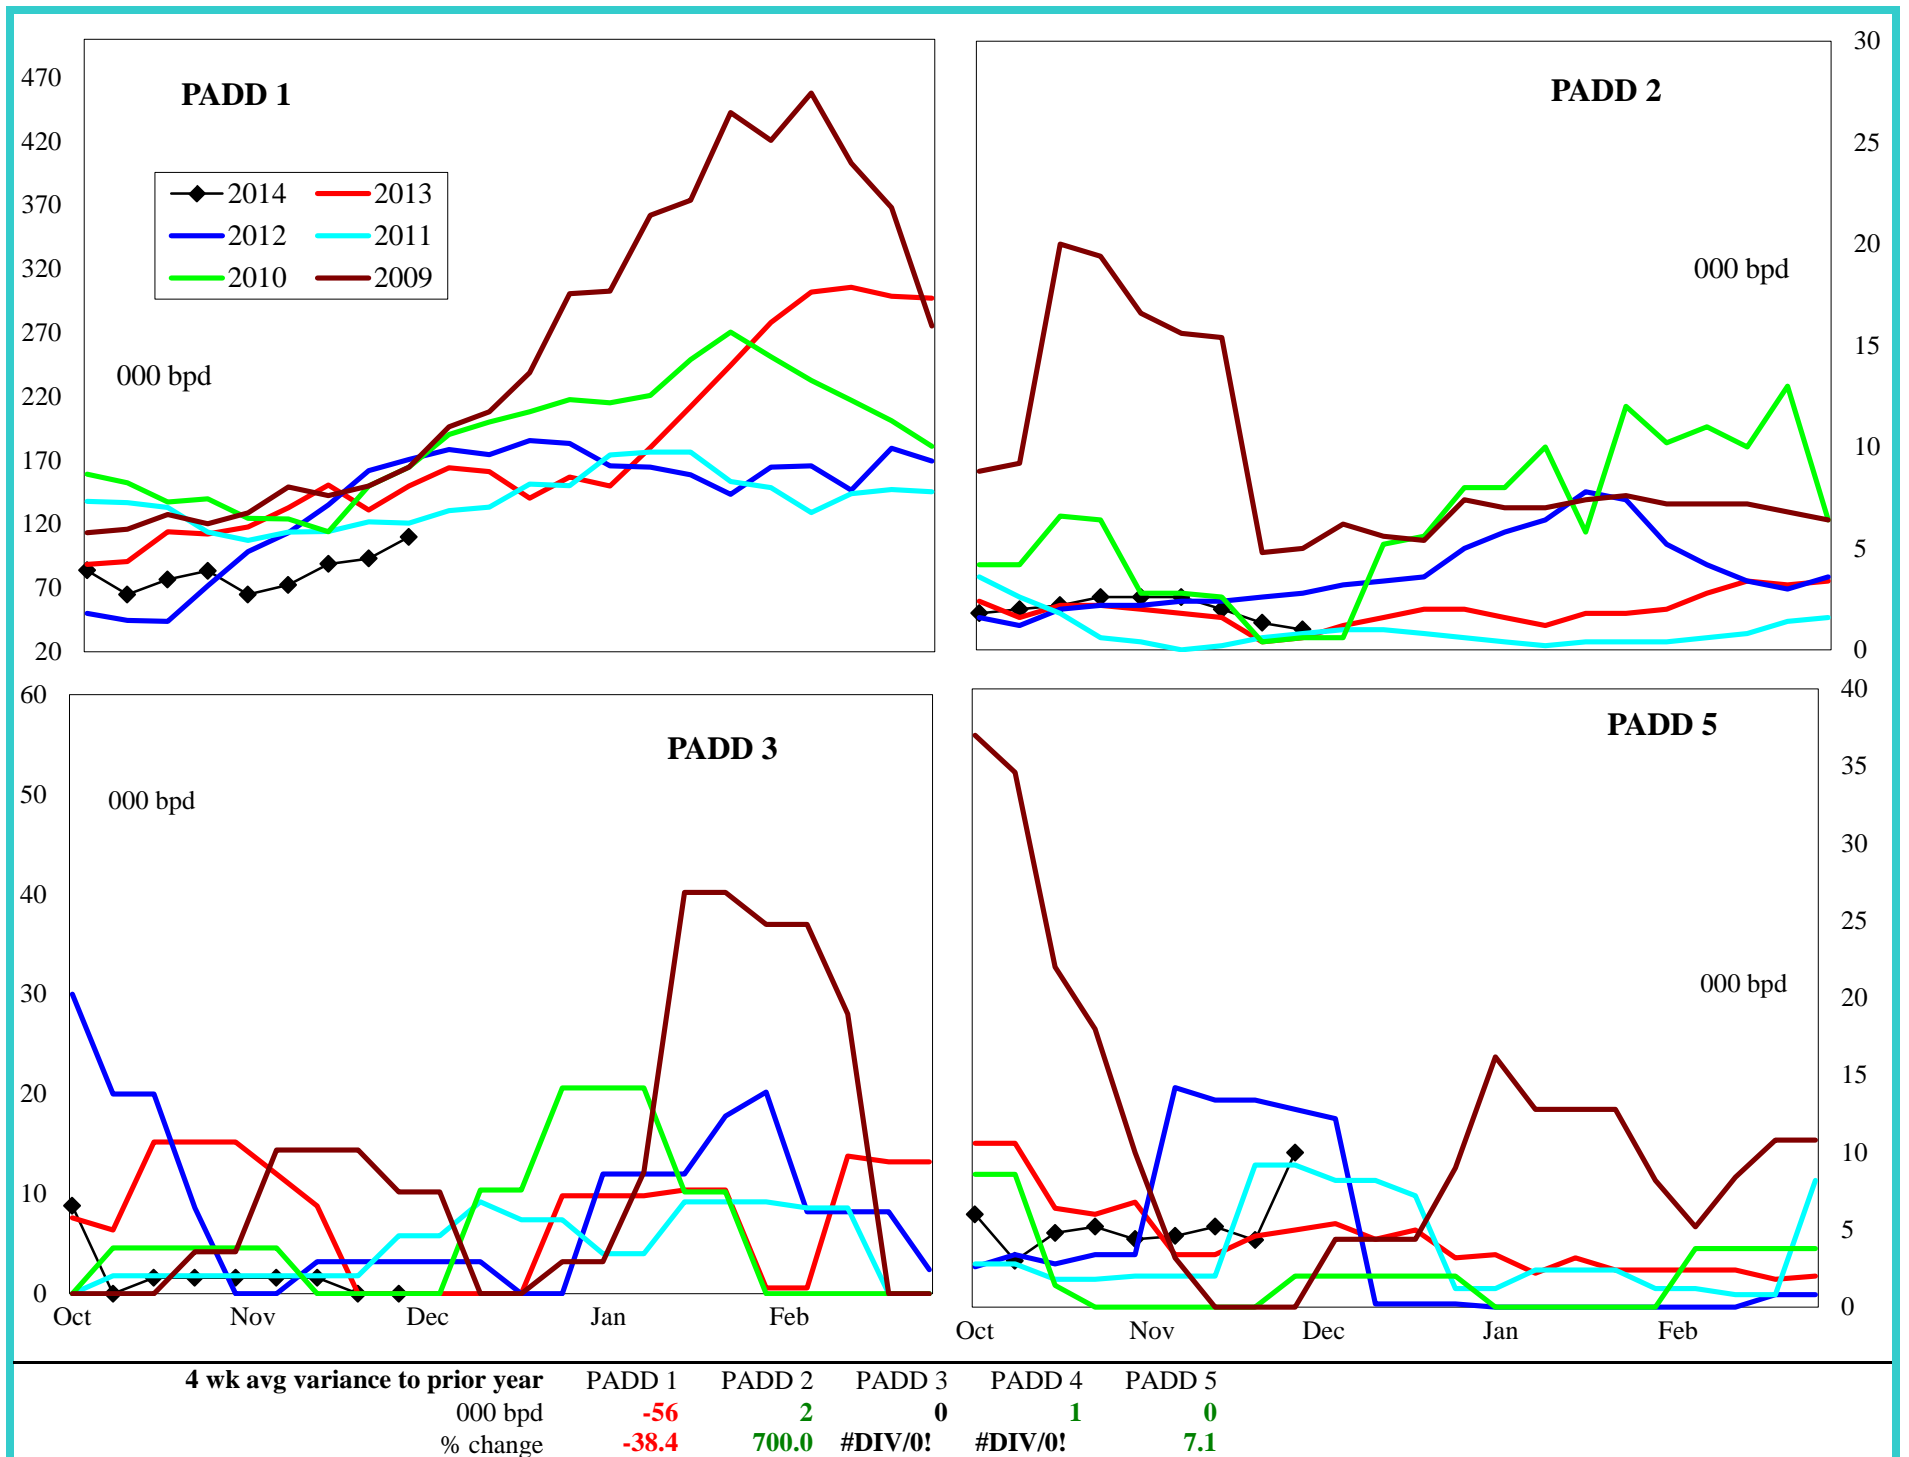 PADD 1
470
420
370
320
270
220
170
120
70
20
2014 2013
2012 2011
2010 2009
000 bpd
PADD 2
30
25
20
15
10
5
0
000 bpd
PADD 3
60
50
40
30
20
10
0
000 bpd
Oct Nov Dec Jan Feb
PADD 5
40
35
30
25
20
15
10
5
0
000 bpd
Oct Nov Dec Jan Feb
4 wk avg variance to prior year PADD 1 PADD 2 PADD 3 PADD 4 PADD 5
000 bpd -56 2 0 1 0
% change -38.4 700.0 #DIV/0! #DIV/0! 7.1